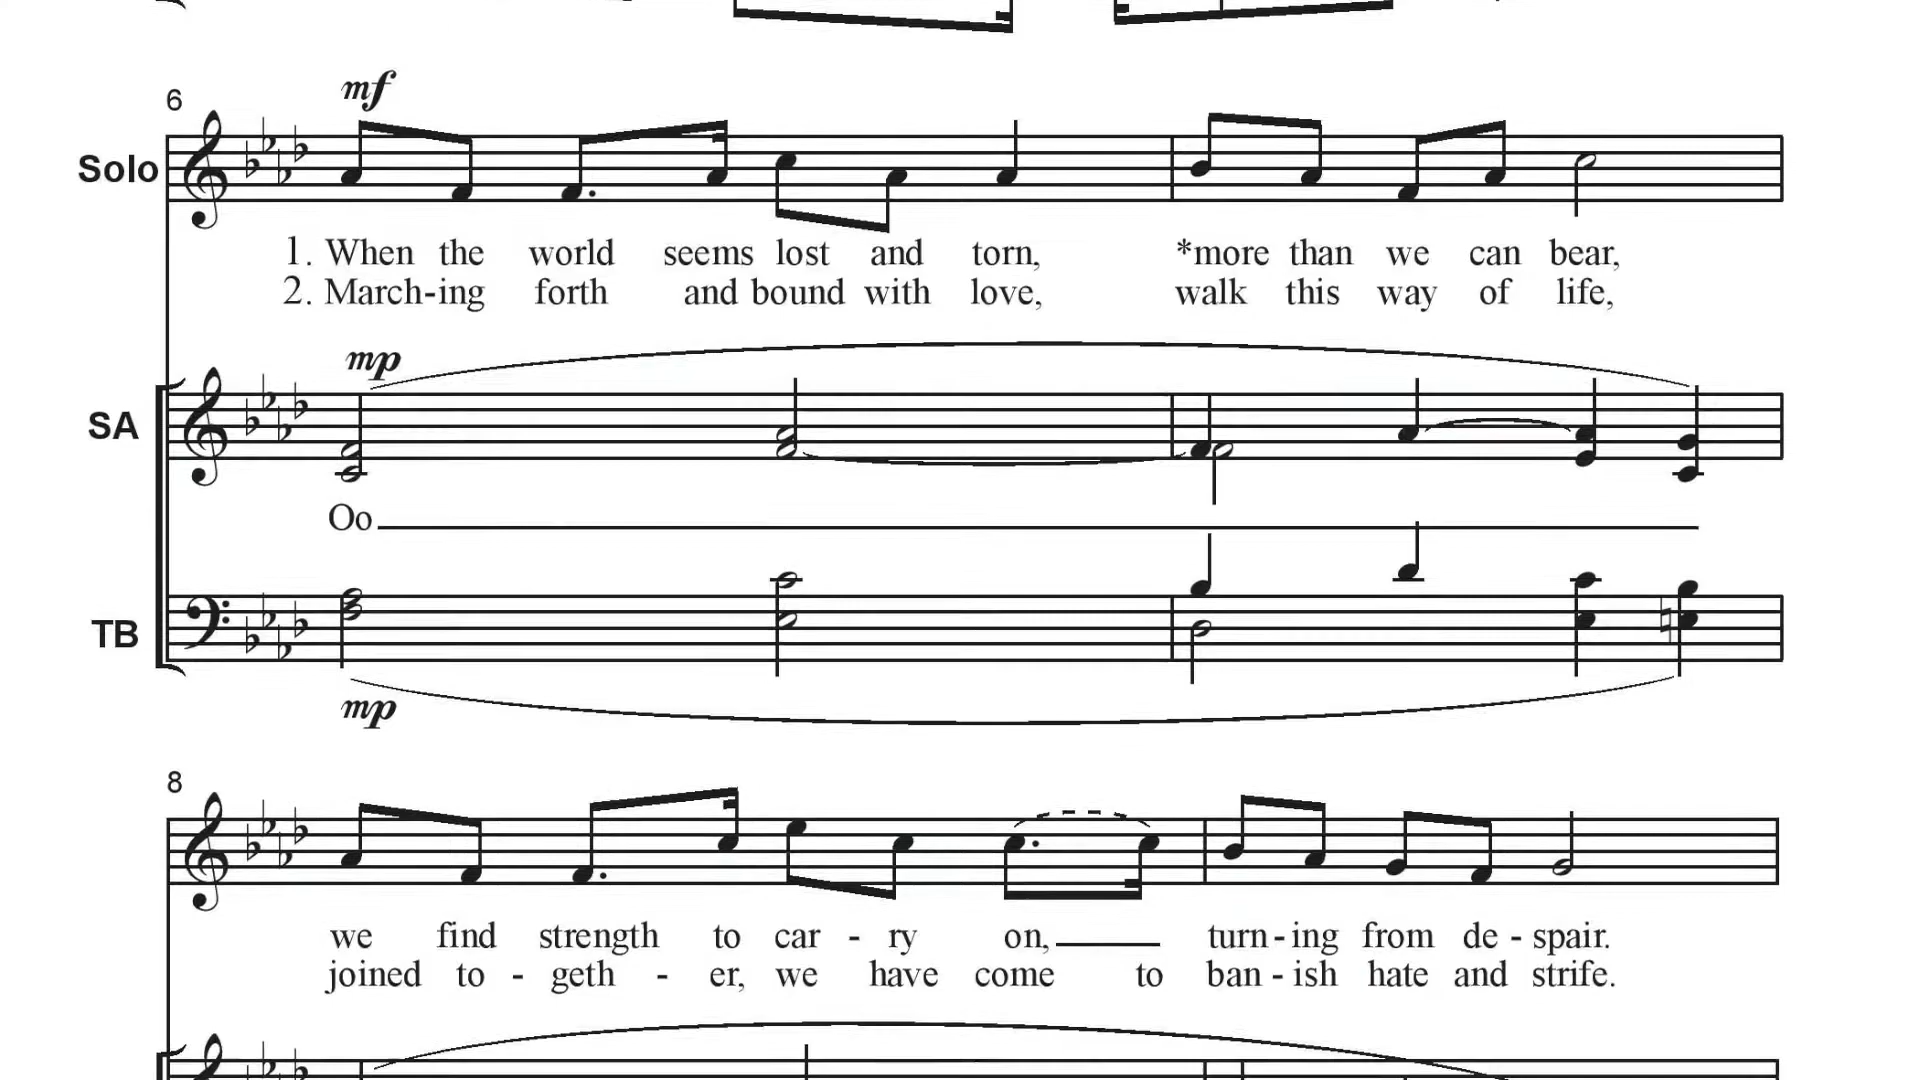 mf
6
Solo
1. When the world seems lost and torn, *more than we can bear,
2. March-ing forth and bound with love, walk this way of life,
mp
SA
Oo
TB
mp
8
we find strength to car - ry on, turn - ing from de - spair.
joined to - geth - er, we have come to ban - ish hate and strife.